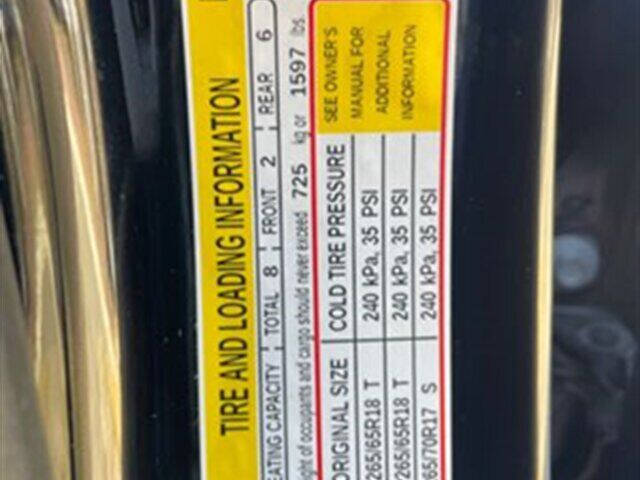 TIRE AND LOADING INFORMATION
EATING CAPACITY TOTAL 8 FRONT 2 REAR 6
ight of occupants and cargo should never exceed 725 kg or 1597 lbs.
ORIGINAL SIZE COLD TIRE PRESSURE SEE OWNER'S
265/65R18 T 240 kPa, 35 PSI MANUAL FOR
265/65R18 T 240 kPa, 35 PSI ADDITIONAL
65/70R17 S 240 kPa, 35 PSI INFORMATION